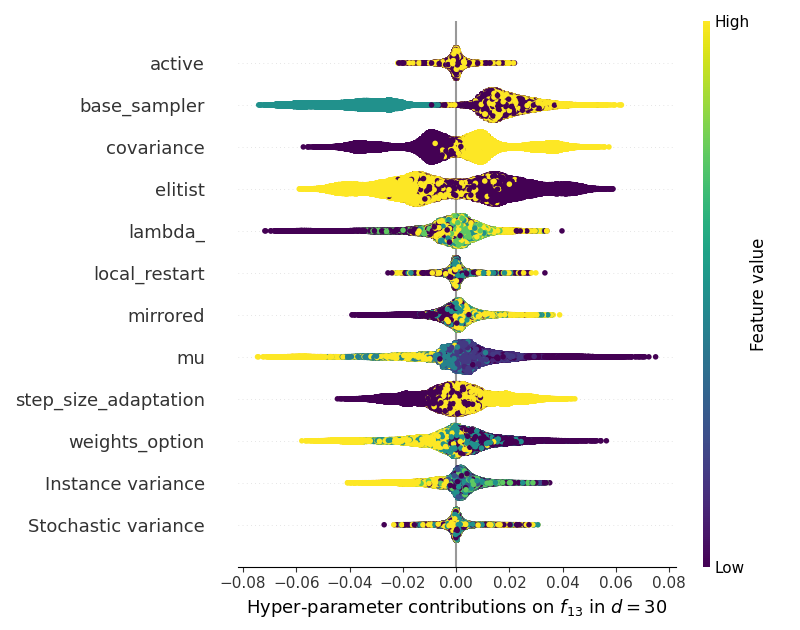 High
active
base_sampler
covariance
elitist
lambda_
local_restart
mirrored
mu
step_size_adaptation
weights_option
Instance variance
Stochastic variance
Feature value
Low
−0.08 −0.06 −0.04 −0.02 0.00 0.02 0.04 0.06 0.08
Hyper-parameter contributions on f₁₃ in d = 30